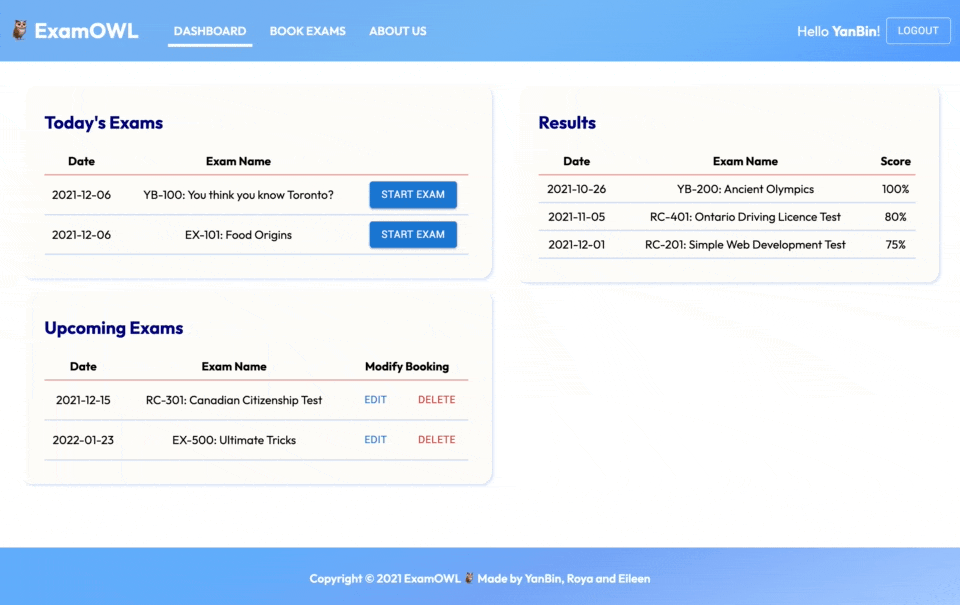 ExamOWL DASHBOARD BOOK EXAMS ABOUT US Hello YanBin! LOGOUT
Today's Exams
Date Exam Name
2021-12-06 YB-100: You think you know Toronto? START EXAM
2021-12-06 EX-101: Food Origins START EXAM
Upcoming Exams
Date Exam Name Modify Booking
2021-12-15 RC-301: Canadian Citizenship Test EDIT DELETE
2022-01-23 EX-500: Ultimate Tricks EDIT DELETE
Results
Date Exam Name Score
2021-10-26 YB-200: Ancient Olympics 100%
2021-11-05 RC-401: Ontario Driving Licence Test 80%
2021-12-01 RC-201: Simple Web Development Test 75%
Copyright © 2021 ExamOWL 🦉 Made by YanBin, Roya and Eileen